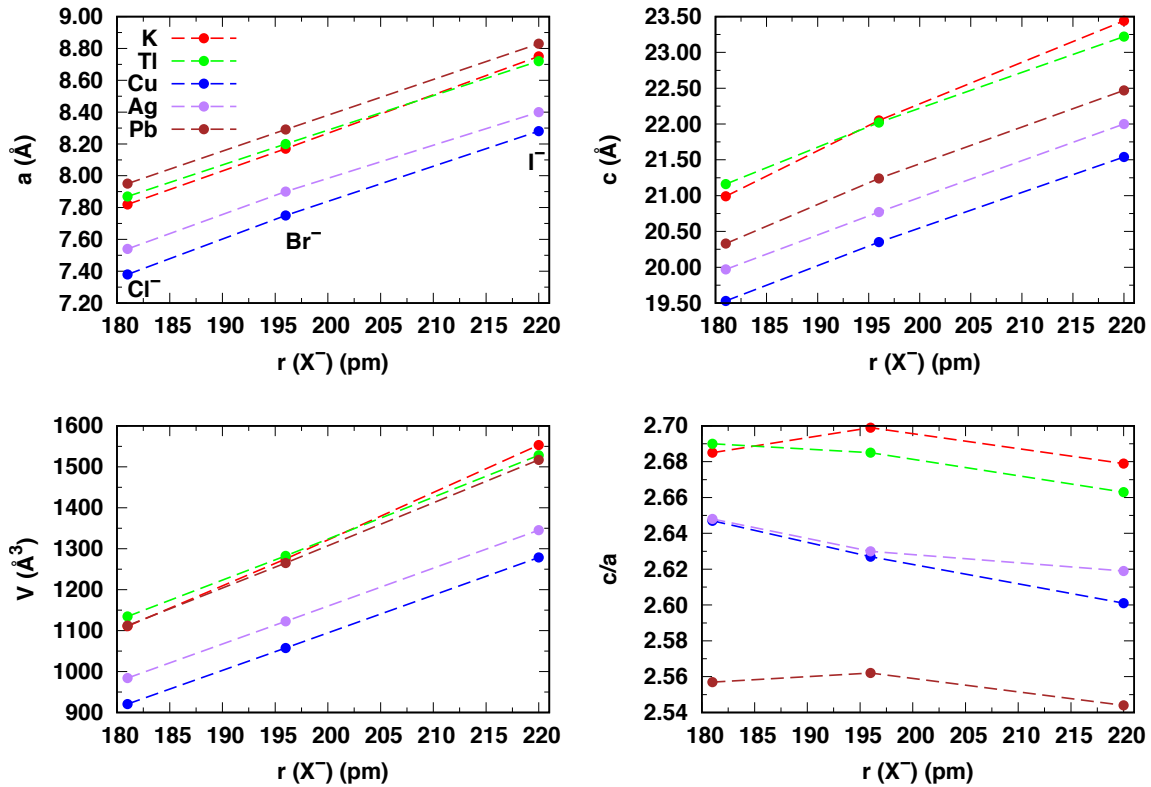 9.00
8.80
8.60
8.40
8.20
8.00
7.80
7.60
7.40
7.20
a (Å)
K
Tl
Cu
Ag
Pb
Cl⁻
Br⁻
I⁻
180 185 190 195 200 205 210 215 220
r (X⁻) (pm)
23.50
23.00
22.50
22.00
21.50
21.00
20.50
20.00
19.50
c (Å)
180 185 190 195 200 205 210 215 220
r (X⁻) (pm)
1600
1500
1400
1300
1200
1100
1000
900
V (Å³)
180 185 190 195 200 205 210 215 220
r (X⁻) (pm)
2.70
2.68
2.66
2.64
2.62
2.60
2.58
2.56
2.54
c/a
180 185 190 195 200 205 210 215 220
r (X⁻) (pm)